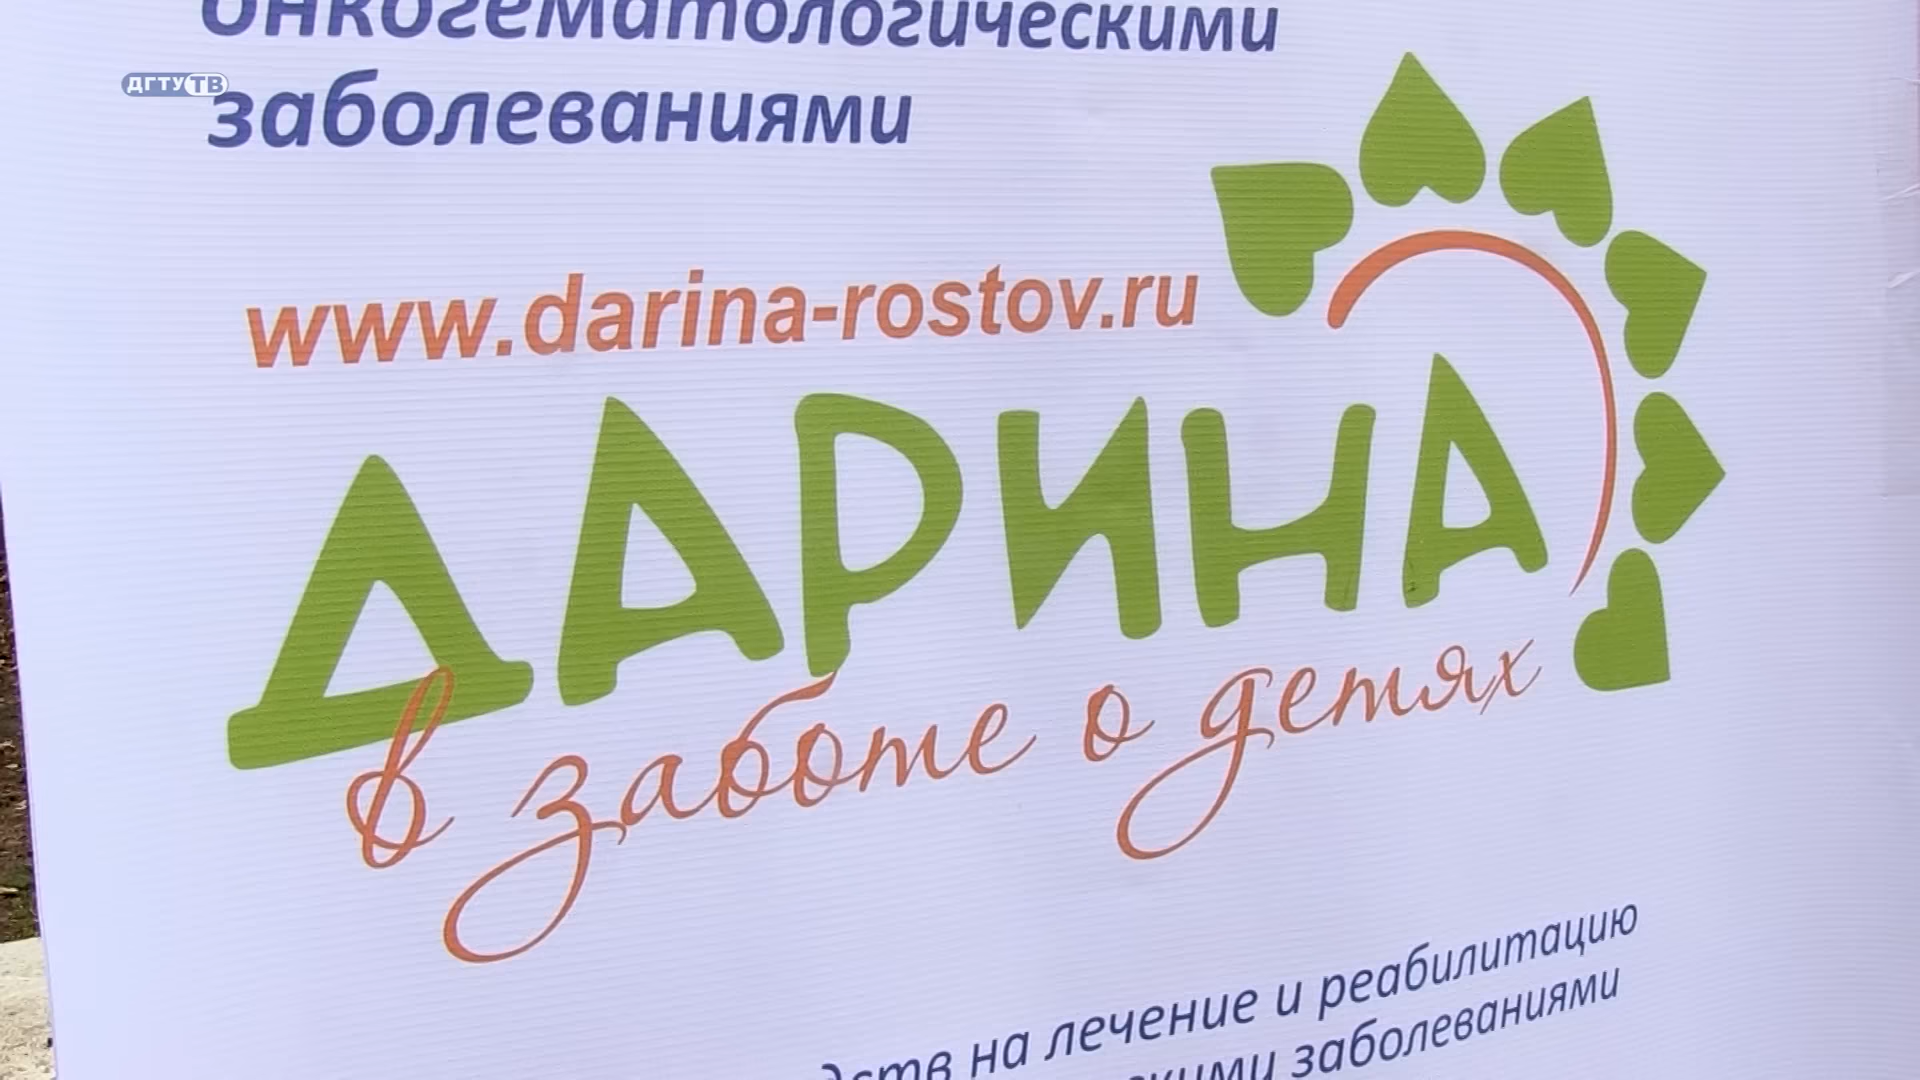 онкогематологическими
ДГТУ ТВ
заболеваниями
www.darina-rostov.ru
ДАРИНА
в заботе о детях
на лечение и реабилитацию
заболеваниями